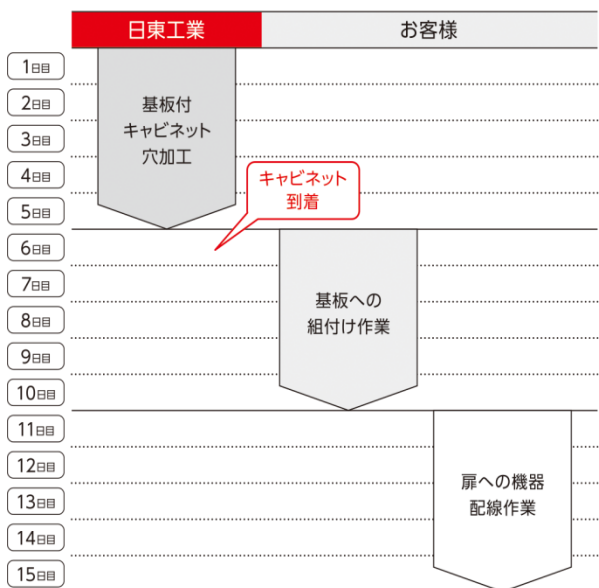 日東工業
お客様
1日目
2日目
3日目
4日目
5日目
6日目
7日目
8日目
9日目
10日目
11日目
12日目
13日目
14日目
15日目
基板付
キャビネット
穴加工
キャビネット
到着
基板への
組付け作業
扉への機器
配線作業